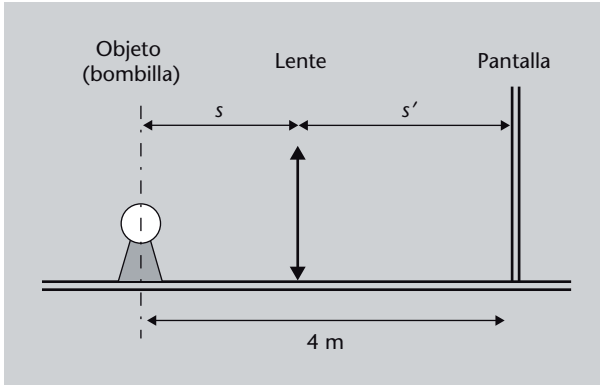 Objeto
(bombilla)
Lente
Pantalla
s
s′
4 m